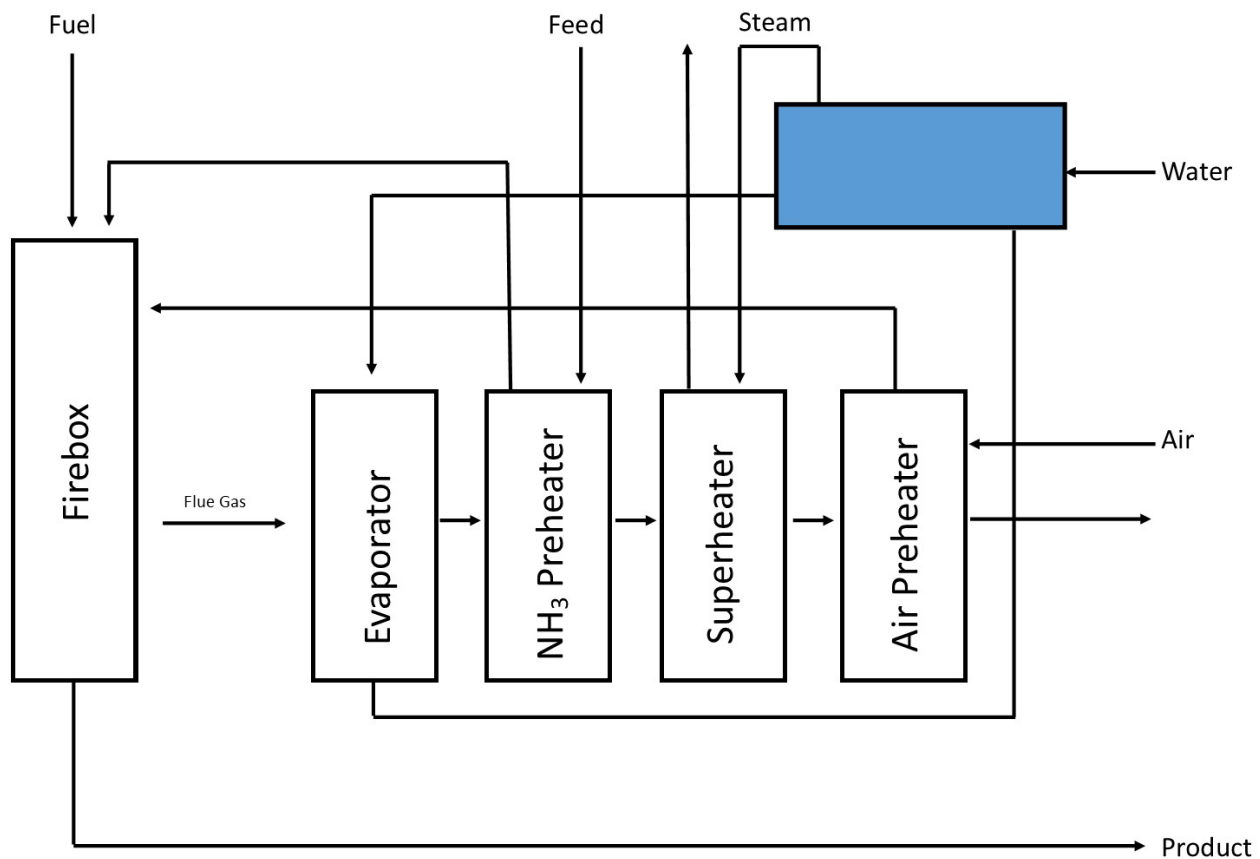 Fuel
Feed
Steam
Water
Firebox
Flue Gas
Evaporator
NH₃ Preheater
Superheater
Air Preheater
Air
Product